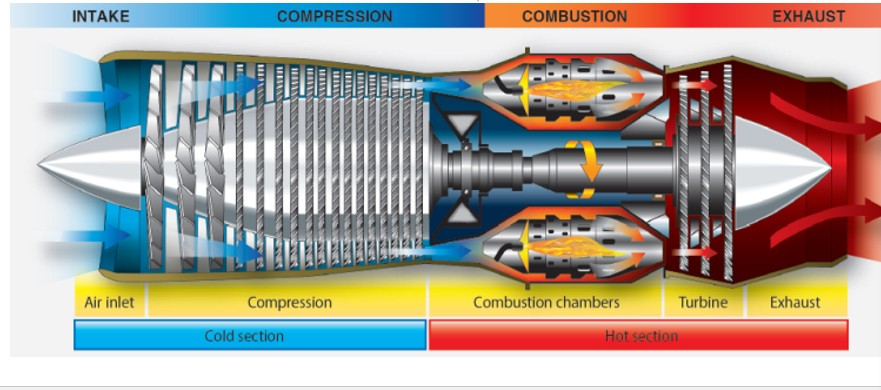 INTAKE COMPRESSION COMBUSTION EXHAUST
Air inlet Compression Combustion chambers Turbine Exhaust
Cold section Hot section